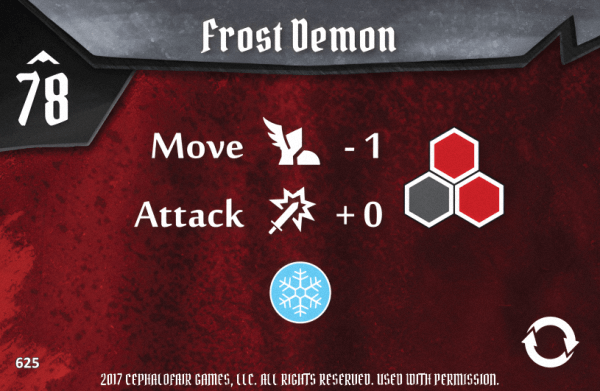 Frost Demon
78
Move - 1
Attack + 0
625
2017 CEPHALOFAIR GAMES, LLC. ALL RIGHTS RESERVED. USED WITH PERMISSION.